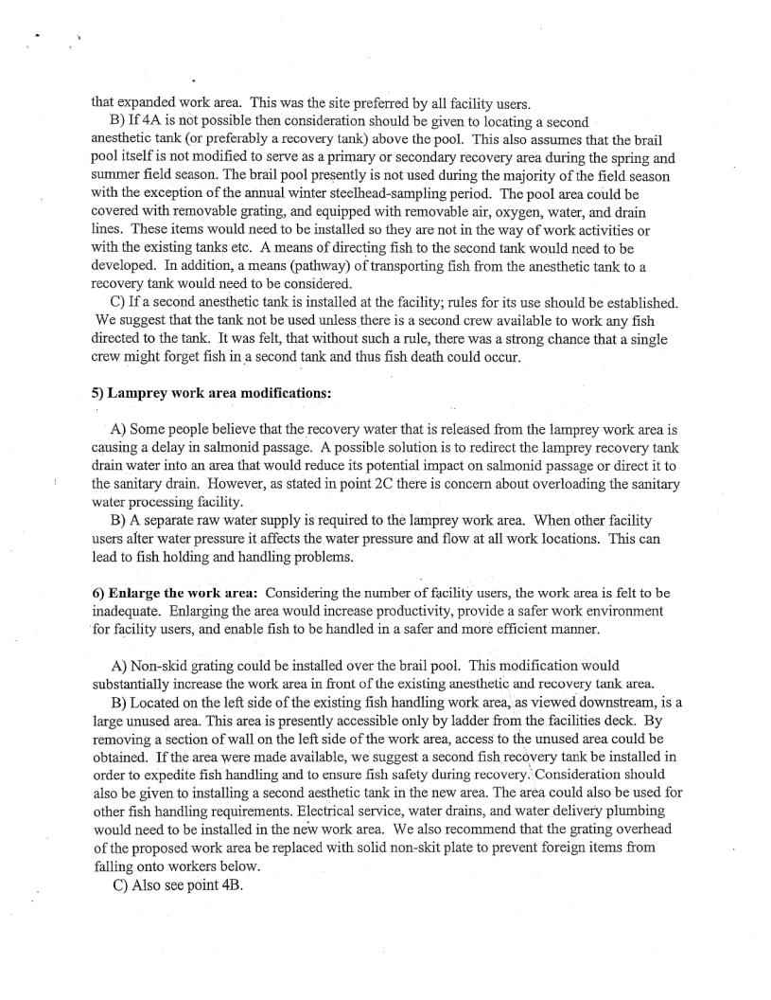 that expanded work area.  This was the site preferred by all facility users.
B) If 4A is not possible then consideration should be given to locating a second
anesthetic tank (or preferably a recovery tank) above the pool.  This also assumes that the brail
pool itself is not modified to serve as a primary or secondary recovery area during the spring and
summer field season. The brail pool presently is not used during the majority of the field season
with the exception of the annual winter steelhead-sampling period.  The pool area could be
covered with removable grating, and equipped with removable air, oxygen, water, and drain
lines.  These items would need to be installed so they are not in the way of work activities or
with the existing tanks etc.  A means of directing fish to the second tank would need to be
developed.  In addition, a means (pathway) of transporting fish from the anesthetic tank to a
recovery tank would need to be considered.
C) If a second anesthetic tank is installed at the facility; rules for its use should be established.
We suggest that the tank not be used unless there is a second crew available to work any fish
directed to the tank.  It was felt, that without such a rule, there was a strong chance that a single
crew might forget fish in a second tank and thus fish death could occur.
5) Lamprey work area modifications:
A) Some people believe that the recovery water that is released from the lamprey work area is
causing a delay in salmonid passage.  A possible solution is to redirect the lamprey recovery tank
drain water into an area that would reduce its potential impact on salmonid passage or direct it to
the sanitary drain.  However, as stated in point 2C there is concern about overloading the sanitary
water processing facility.
B) A separate raw water supply is required to the lamprey work area.  When other facility
users alter water pressure it affects the water pressure and flow at all work locations.  This can
lead to fish holding and handling problems.
6) Enlarge the work area:  Considering the number of facility users, the work area is felt to be
inadequate.  Enlarging the area would increase productivity, provide a safer work environment
for facility users, and enable fish to be handled in a safer and more efficient manner.
A) Non-skid grating could be installed over the brail pool.  This modification would
substantially increase the work area in front of the existing anesthetic and recovery tank area.
B) Located on the left side of the existing fish handling work area, as viewed downstream, is a
large unused area. This area is presently accessible only by ladder from the facilities deck.  By
removing a section of wall on the left side of the work area, access to the unused area could be
obtained.  If the area were made available, we suggest a second fish recovery tank be installed in
order to expedite fish handling and to ensure fish safety during recovery. Consideration should
also be given to installing a second aesthetic tank in the new area. The area could also be used for
other fish handling requirements. Electrical service, water drains, and water delivery plumbing
would need to be installed in the new work area.  We also recommend that the grating overhead
of the proposed work area be replaced with solid non-skit plate to prevent foreign items from
falling onto workers below.
C) Also see point 4B.